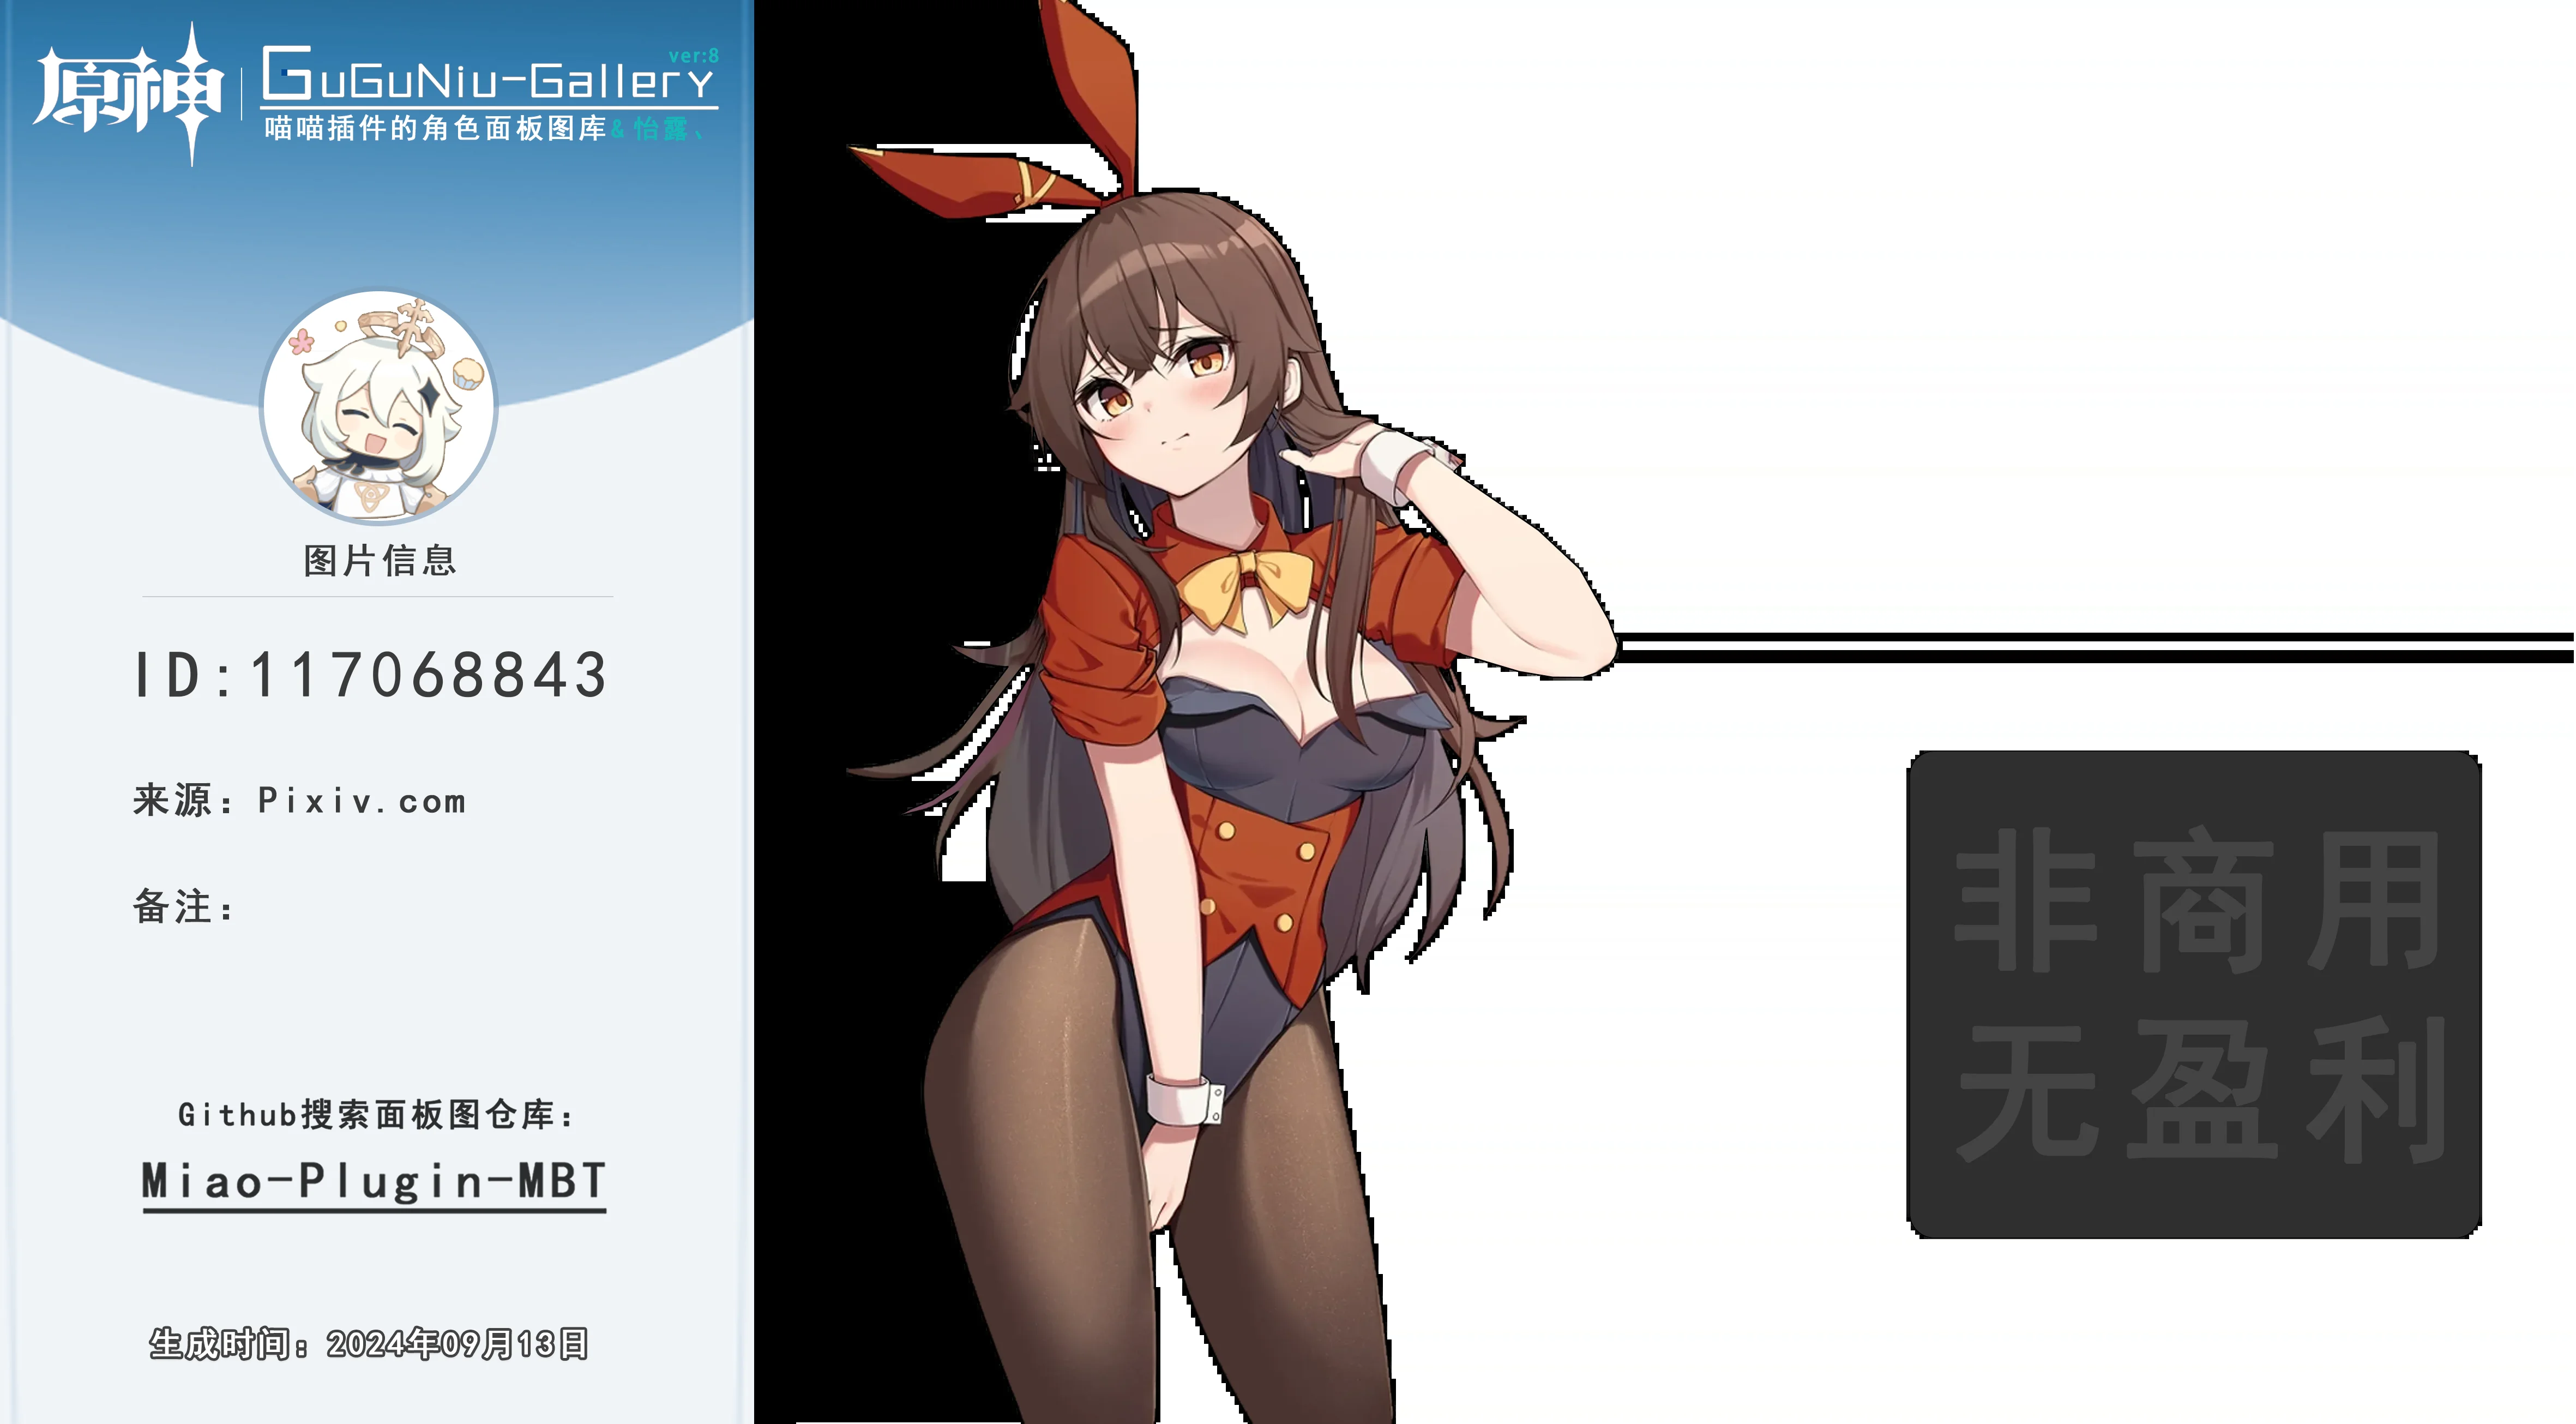 原神
GuGuNiu-Gallery ver:8
喵喵插件的角色面板图库&怡露、
图片信息
ID:117068843
来源：Pixiv.com
备注：
Github搜索面板图仓库：
Miao-Plugin-MBT
生成时间：2024年09月13日
非商用
无盈利